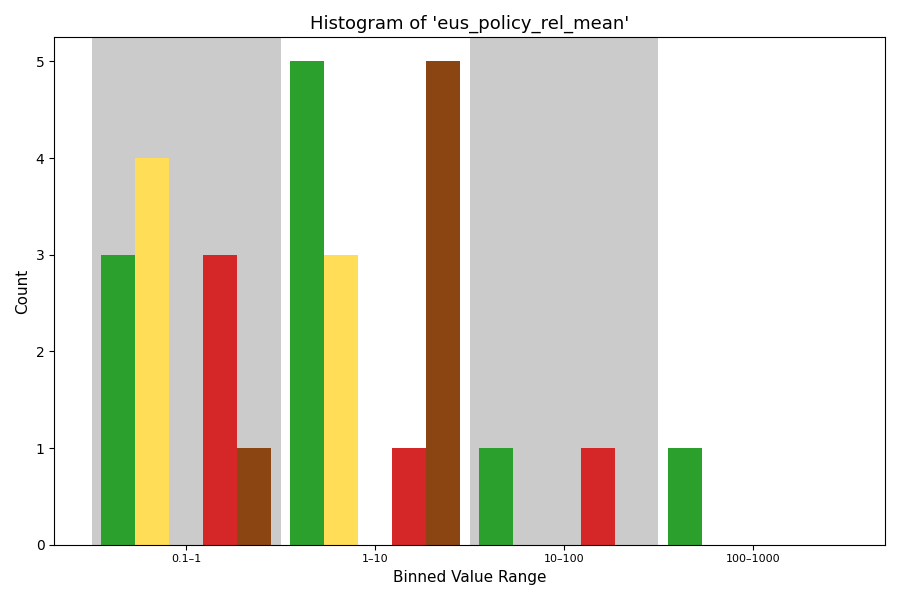 Histogram of 'eus_policy_rel_mean'
Count
5
4
3
2
1
0
0.1–1 1–10 10–100 100–1000
Binned Value Range